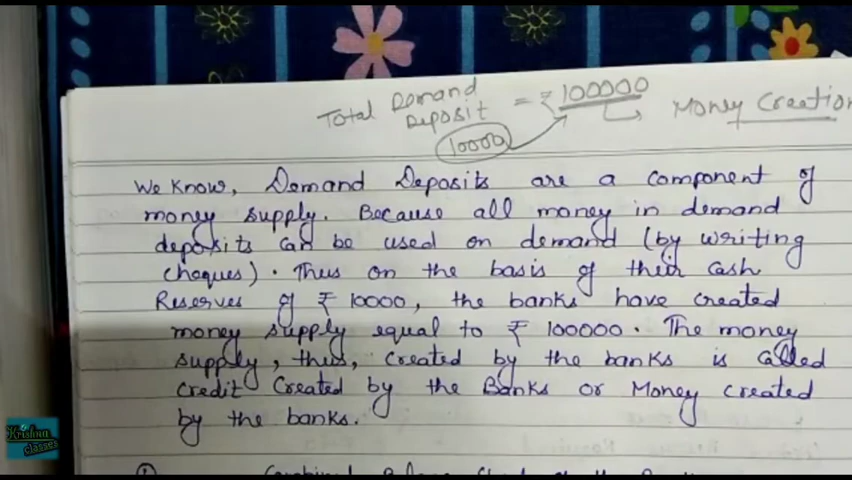 Total Demand Deposit = ₹ 100000 Money Creation
10000
We know, Demand Deposits are a component of
money supply. Because all money in demand
deposits can be used on demand (by writing
cheques). Thus on the basis of their Cash
Reserves of ₹ 10000, the banks have created
money supply equal to ₹ 100000. The money
supply, thus, created by the banks is called
credit created by the Banks or Money created
by the banks.
Krishna
classes